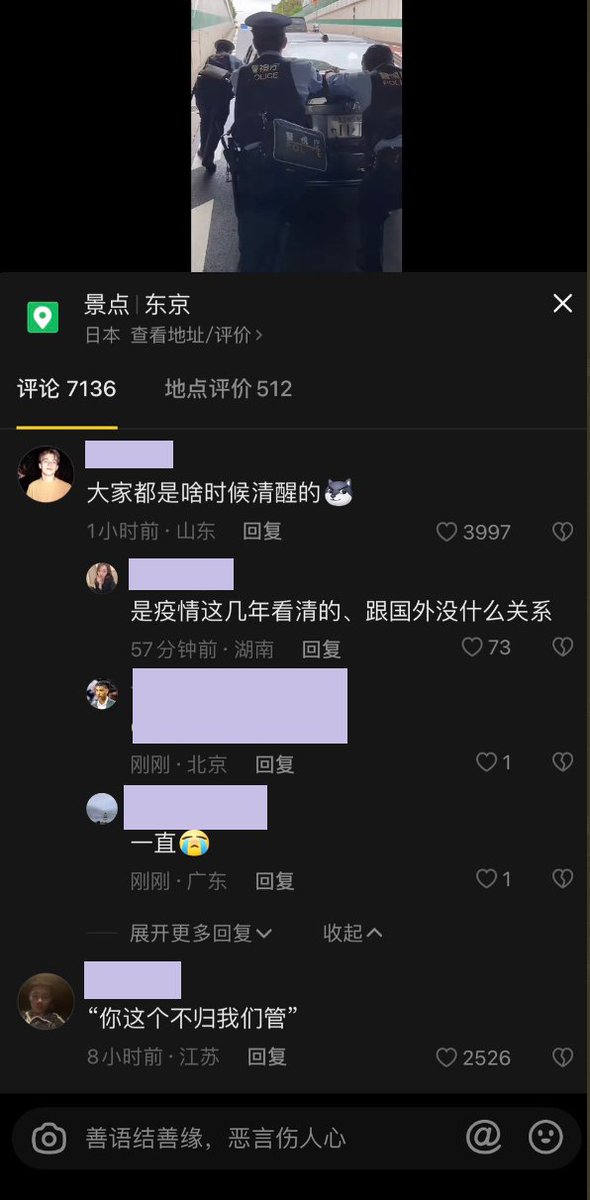 警視庁
POLICE
警視庁
POLICE
景点 | 东京
日本 查看地址/评价 >
评论 7136
地点评价 512
大家都是啥时候清醒的
1小时前 · 山东 回复 3997
是疫情这几年看清的、跟国外没什么关系
57分钟前 · 湖南 回复 73
刚刚 · 北京 回复 1
一直😭
刚刚 · 广东 回复 1
展开更多回复 收起
“你这个不归我们管”
8小时前 · 江苏 回复 2526
善语结善缘，恶言伤人心